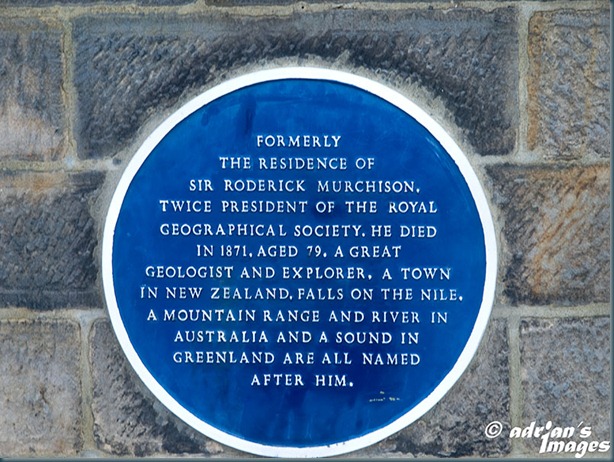 FORMERLY
THE RESIDENCE OF
SIR RODERICK MURCHISON.
TWICE PRESIDENT OF THE ROYAL
GEOGRAPHICAL SOCIETY. HE DIED
IN 1871, AGED 79. A GREAT
GEOLOGIST AND EXPLORER. A TOWN
IN NEW ZEALAND, FALLS ON THE NILE,
A MOUNTAIN RANGE AND RIVER IN
AUSTRALIA AND A SOUND IN
GREENLAND ARE ALL NAMED
AFTER HIM.
© adrian's
Images